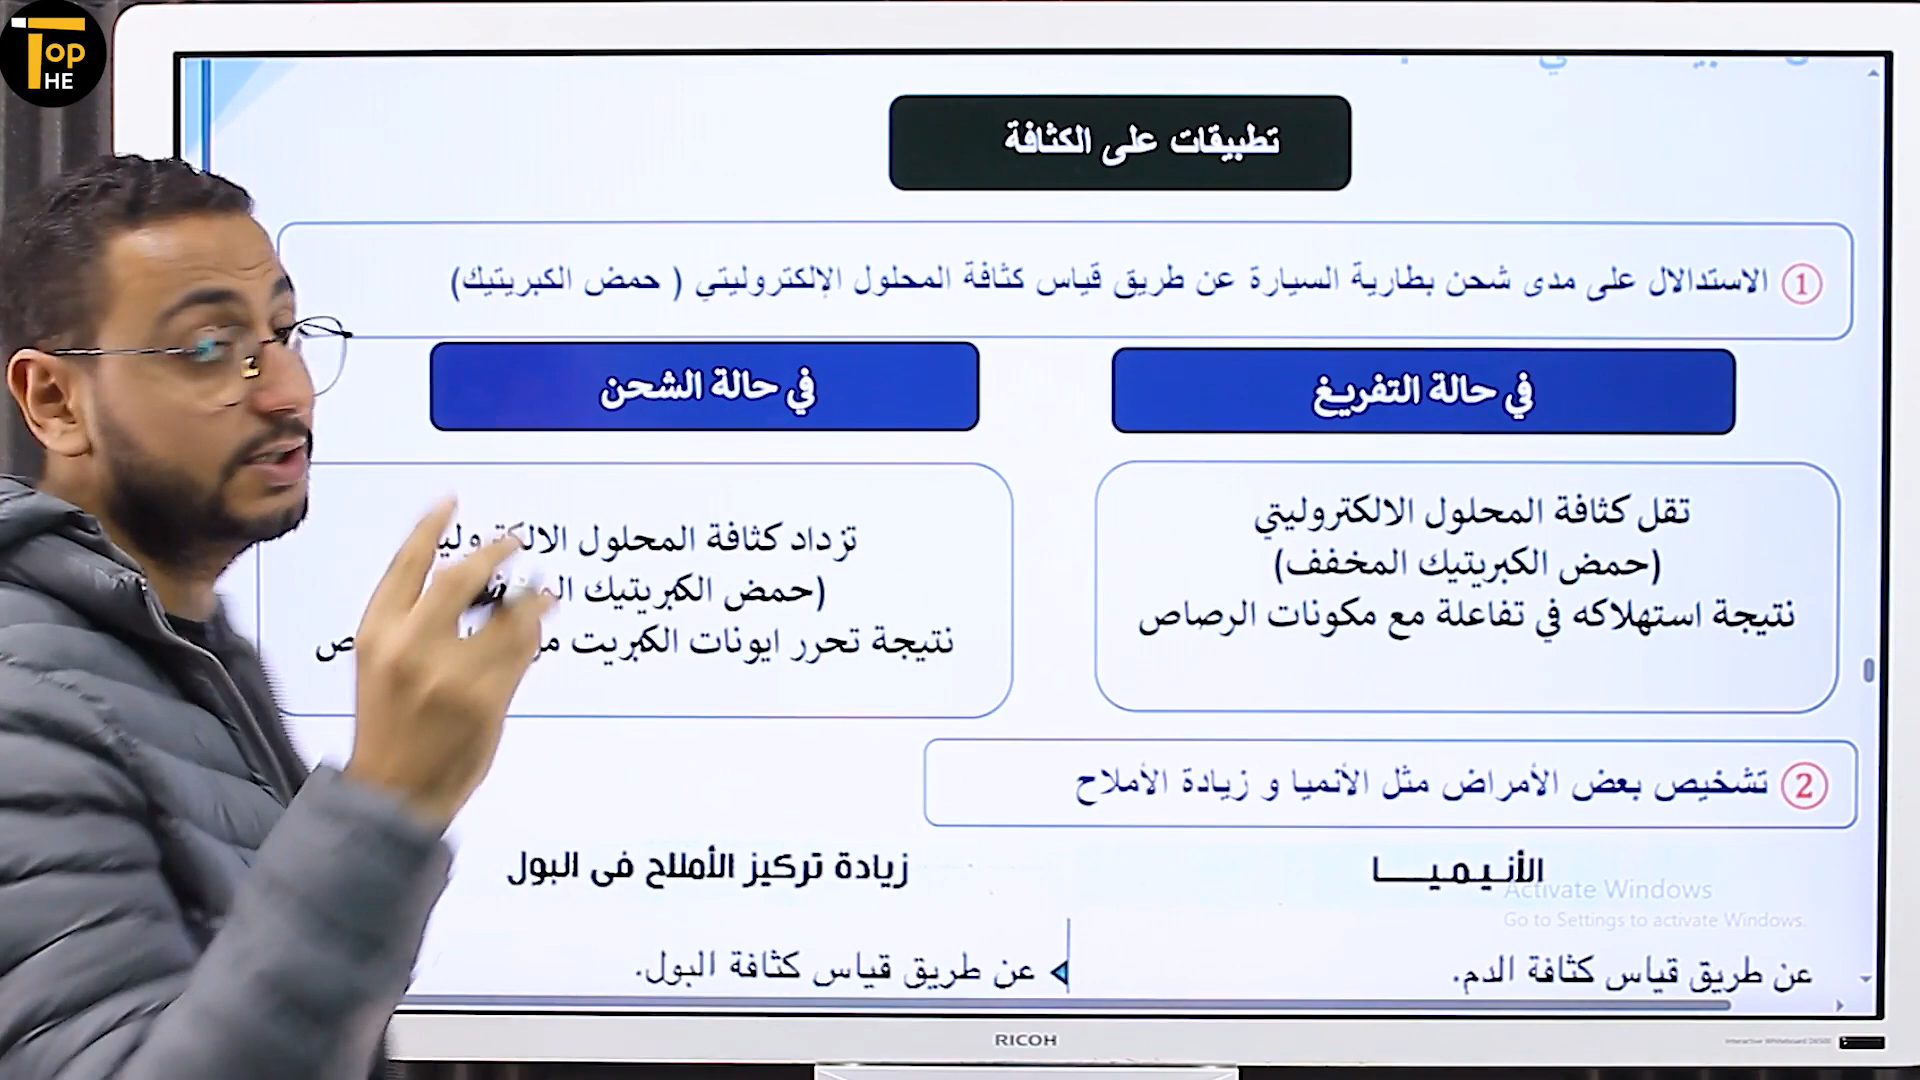 TOP
THE
تطبيقات على الكثافة
① الاستدالال على مدى شحن بطارية السيارة عن طريق قياس كثافة المحلول الإلكتروليتي ( حمض الكبريتيك)
في حالة التفريغ
تقل كثافة المحلول الالكتروليتي
(حمض الكبريتيك المخفف)
نتيجة استهلاكه في تفاعلة مع مكونات الرصاص
في حالة الشحن
تزداد كثافة المحلول
(حمض الكبريتيك
نتيجة تحرر ايونات الكبريت
② تشخيص بعض الأمراض مثل الأنميا و زيادة الأملاح
الأنيميـــــا
عن طريق قياس كثافة الدم.
زيادة تركيز الأملاح فى البول
عن طريق قياس كثافة البول.
Activate Windows
Go to Settings to activate Windows.
RICOH